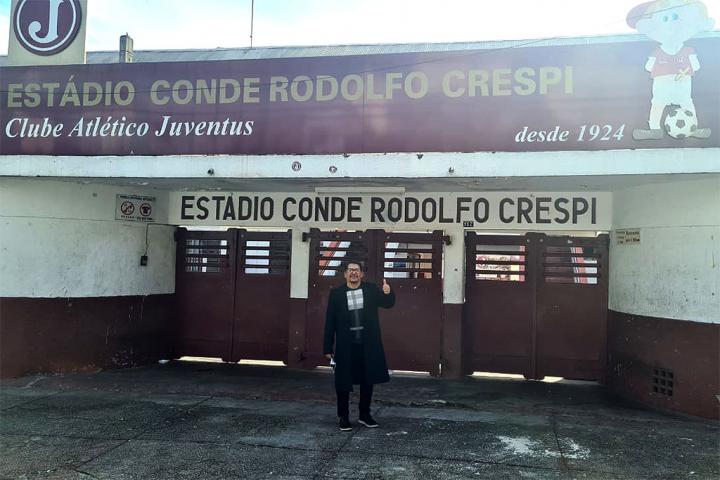 J
ESTÁDIO CONDE RODOLFO CRESPI
Clube Atlético Juventus
desde 1924
ESTÁDIO CONDE RODOLFO CRESPI